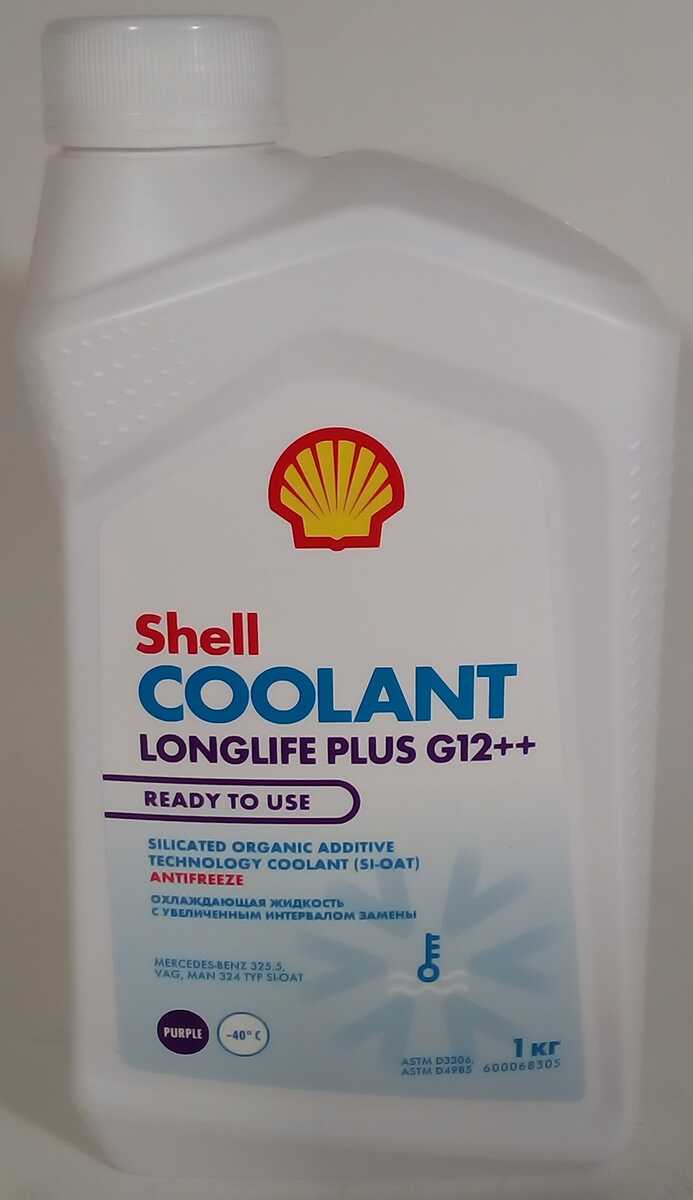 Shell
COOLANT
LONGLIFE PLUS G12++
READY TO USE
SILICATED ORGANIC ADDITIVE
TECHNOLOGY COOLANT (SI-OAT)
ANTIFREEZE
ОХЛАЖДАЮЩАЯ ЖИДКОСТЬ
С УВЕЛИЧЕННЫМ ИНТЕРВАЛОМ ЗАМЕНЫ
MERCEDES-BENZ 325.5,
VAG, MAN 324 TYP SI-OAT
PURPLE
-40° C
1 кг
ASTM D3306,
ASTM D4985
600068305